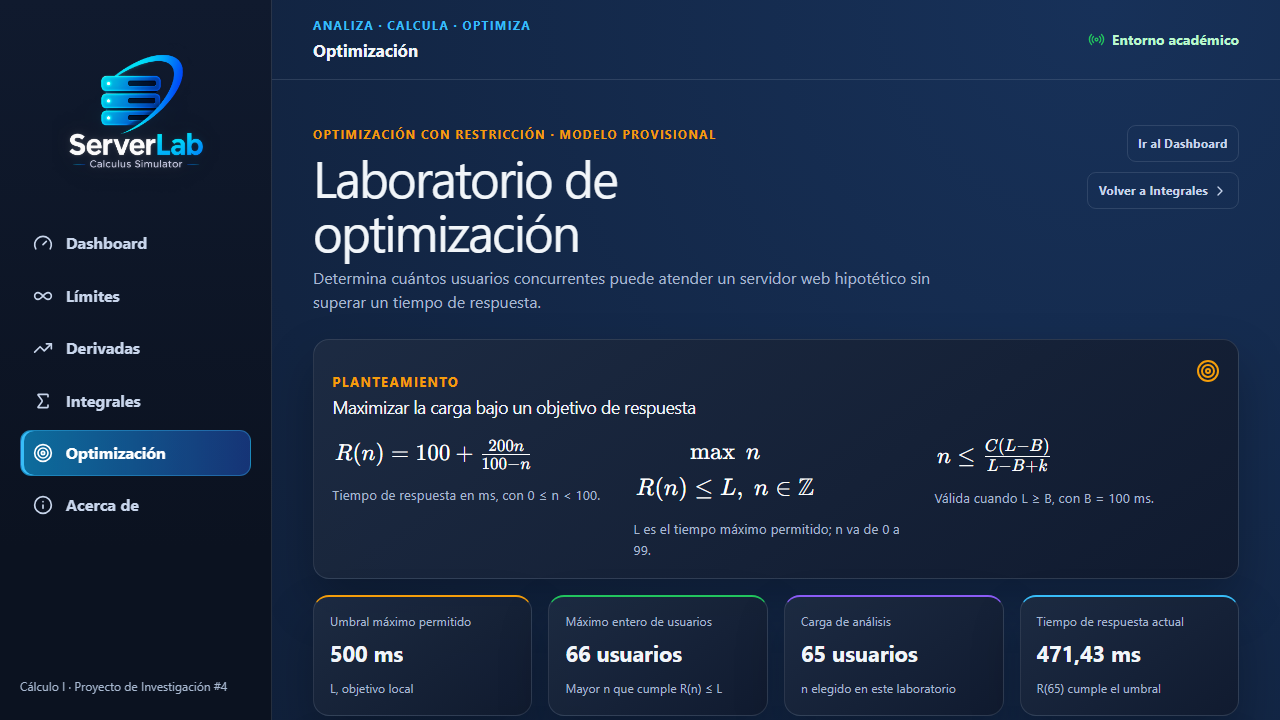 ServerLab
Calculus Simulator
Dashboard
Límites
Derivadas
Integrales
Optimización
Acerca de
Cálculo I · Proyecto de Investigación #4
ANALIZA · CALCULA · OPTIMIZA
Optimización
Entorno académico
OPTIMIZACIÓN CON RESTRICCIÓN · MODELO PROVISIONAL
Laboratorio de
optimización
Determina cuántos usuarios concurrentes puede atender un servidor web hipotético sin
superar un tiempo de respuesta.
Ir al Dashboard
Volver a Integrales
PLANTEAMIENTO
Maximizar la carga bajo un objetivo de respuesta
R(n) = 100 + 200n/(100−n)
Tiempo de respuesta en ms, con 0 ≤ n < 100.
max n
R(n) ≤ L, n ∈ ℤ
L es el tiempo máximo permitido; n va de 0 a
99.
n ≤ C(L−B)/(L−B+k)
Válida cuando L ≥ B, con B = 100 ms.
Umbral máximo permitido
500 ms
L, objetivo local
Máximo entero de usuarios
66 usuarios
Mayor n que cumple R(n) ≤ L
Carga de análisis
65 usuarios
n elegido en este laboratorio
Tiempo de respuesta actual
471,43 ms
R(65) cumple el umbral